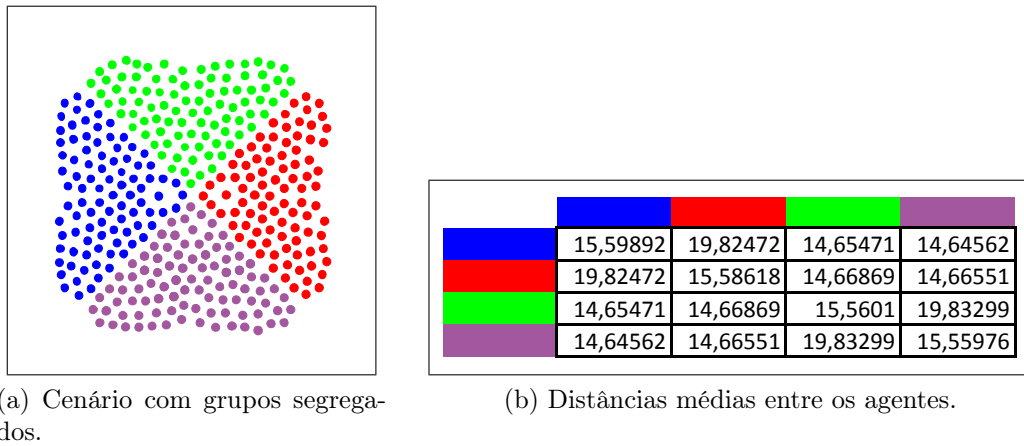 15,59892 19,82472 14,65471 14,64562
19,82472 15,58618 14,66869 14,66551
14,65471 14,66869 15,5601 19,83299
14,64562 14,66551 19,83299 15,55976
(a) Cenário com grupos segrega-
dos.
(b) Distâncias médias entre os agentes.